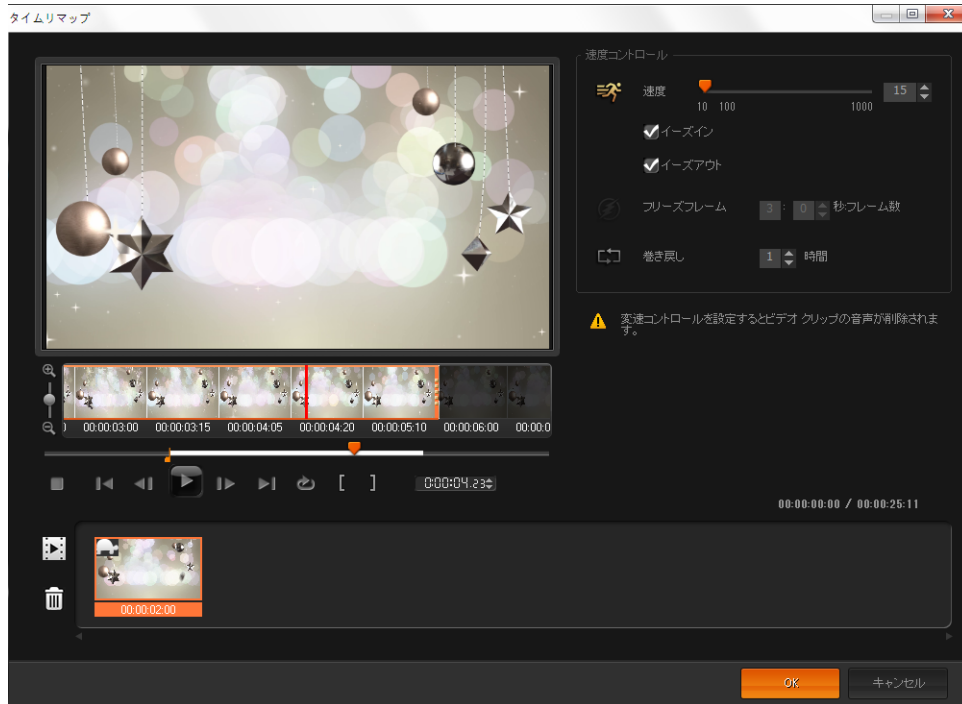 タイムリマップ
速度コントロール
速度
15
10 100 1000
イーズイン
イーズアウト
フリーズフレーム 3 : 0 秒:フレーム数
巻き戻し 1 時間
変速コントロールを設定するとビデオ クリップの音声が削除されま
す。
00:00:03:00 00:00:03:15 00:00:04:05 00:00:04:20 00:00:05:10 00:00:06:00 00:00:0
[ ] 0:00:04.23
00:00:00:00 / 00:00:25:11
00:00:02:00
OK キャンセル